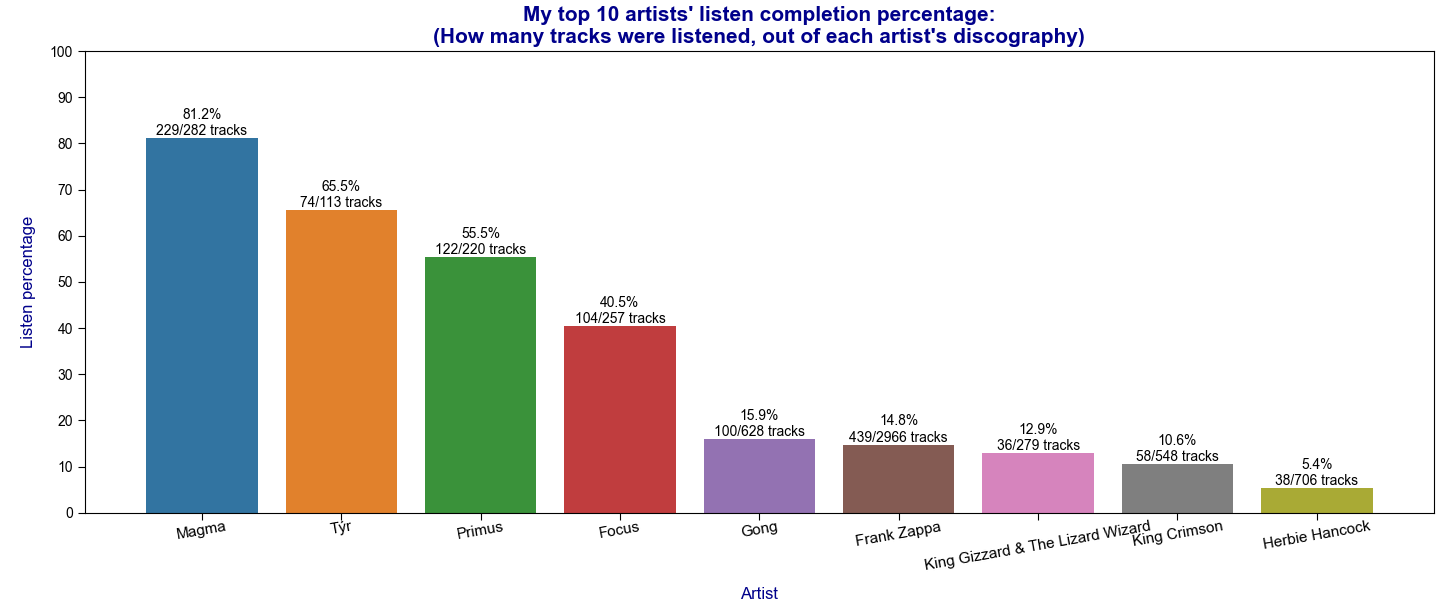 My top 10 artists' listen completion percentage:
(How many tracks were listened, out of each artist's discography)
Listen percentage
100
90
80
70
60
50
40
30
20
10
0
81.2%
229/282 tracks
65.5%
74/113 tracks
55.5%
122/220 tracks
40.5%
104/257 tracks
15.9%
100/628 tracks
14.8%
439/2966 tracks
12.9%
36/279 tracks
10.6%
58/548 tracks
5.4%
38/706 tracks
Magma
Týr
Primus
Focus
Gong
Frank Zappa
King Gizzard & The Lizard Wizard
King Crimson
Herbie Hancock
Artist